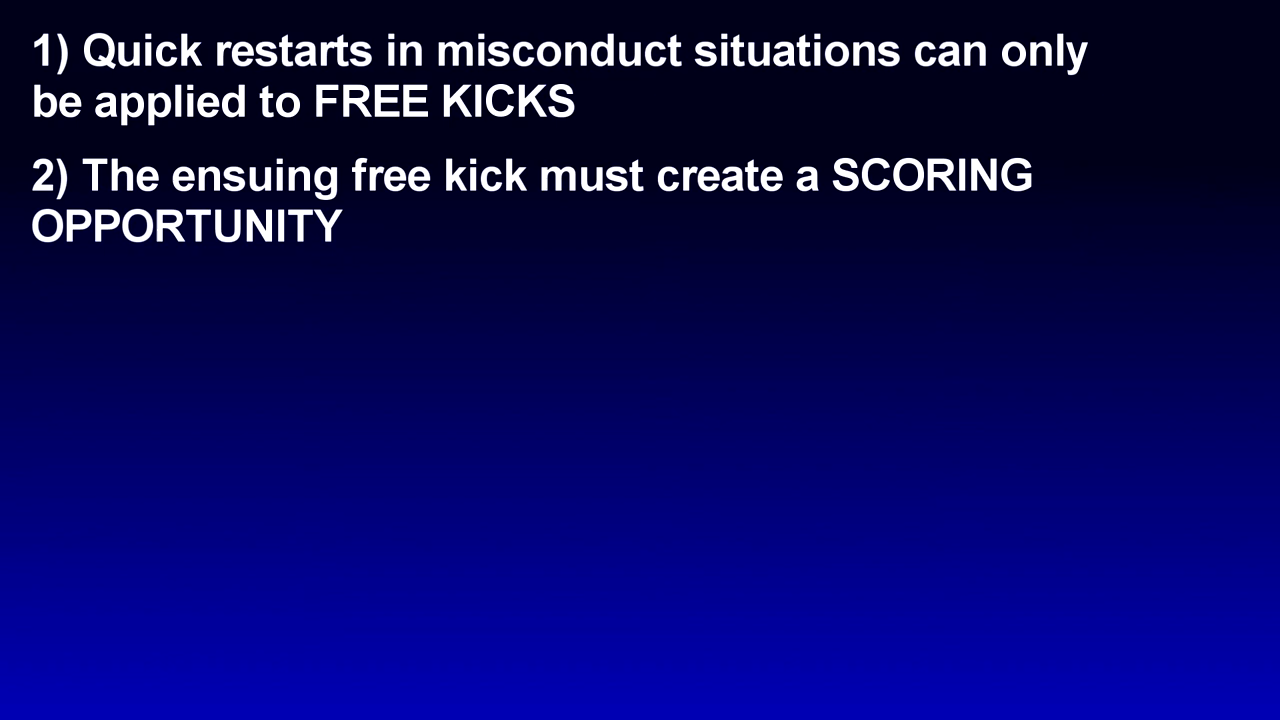 1) Quick restarts in misconduct situations can only
be applied to FREE KICKS
2) The ensuing free kick must create a SCORING
OPPORTUNITY